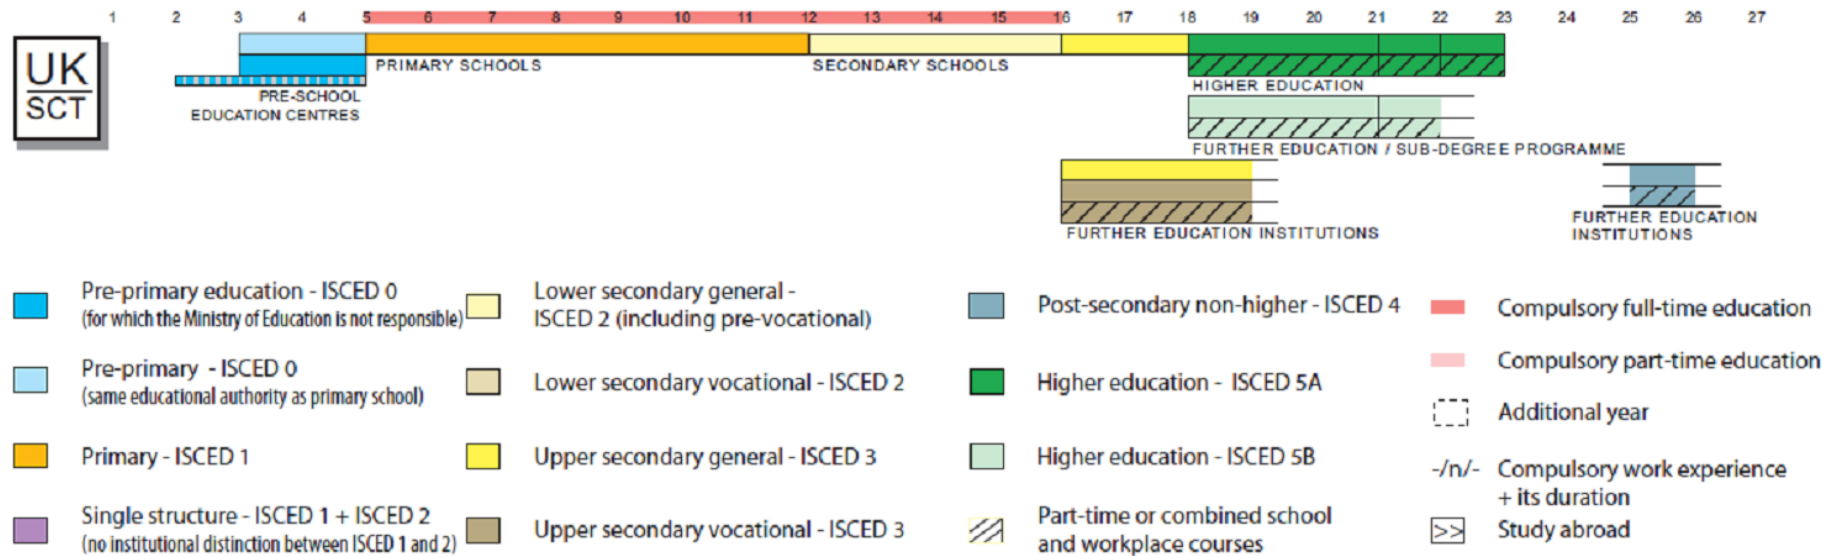 1 2 3 4 5 6 7 8 9 10 11 12 13 14 15 16 17 18 19 20 21 22 23 24 25 26 27
UK
SCT
PRIMARY SCHOOLS
SECONDARY SCHOOLS
PRE-SCHOOL
EDUCATION CENTRES
HIGHER EDUCATION
FURTHER EDUCATION / SUB-DEGREE PROGRAMME
FURTHER EDUCATION INSTITUTIONS
FURTHER EDUCATION
INSTITUTIONS
Pre-primary education - ISCED 0
(for which the Ministry of Education is not responsible)
Pre-primary - ISCED 0
(same educational authority as primary school)
Primary - ISCED 1
Single structure - ISCED 1 + ISCED 2
(no institutional distinction between ISCED 1 and 2)
Lower secondary general -
ISCED 2 (including pre-vocational)
Lower secondary vocational - ISCED 2
Upper secondary general - ISCED 3
Upper secondary vocational - ISCED 3
Post-secondary non-higher - ISCED 4
Higher education - ISCED 5A
Higher education - ISCED 5B
Part-time or combined school
and workplace courses
Compulsory full-time education
Compulsory part-time education
Additional year
-/n/- Compulsory work experience
+ its duration
>> Study abroad